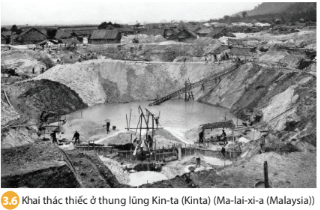 3.6 Khai thác thiếc ở thung lũng Kin-ta (Kinta) (Ma-lai-xi-a (Malaysia))